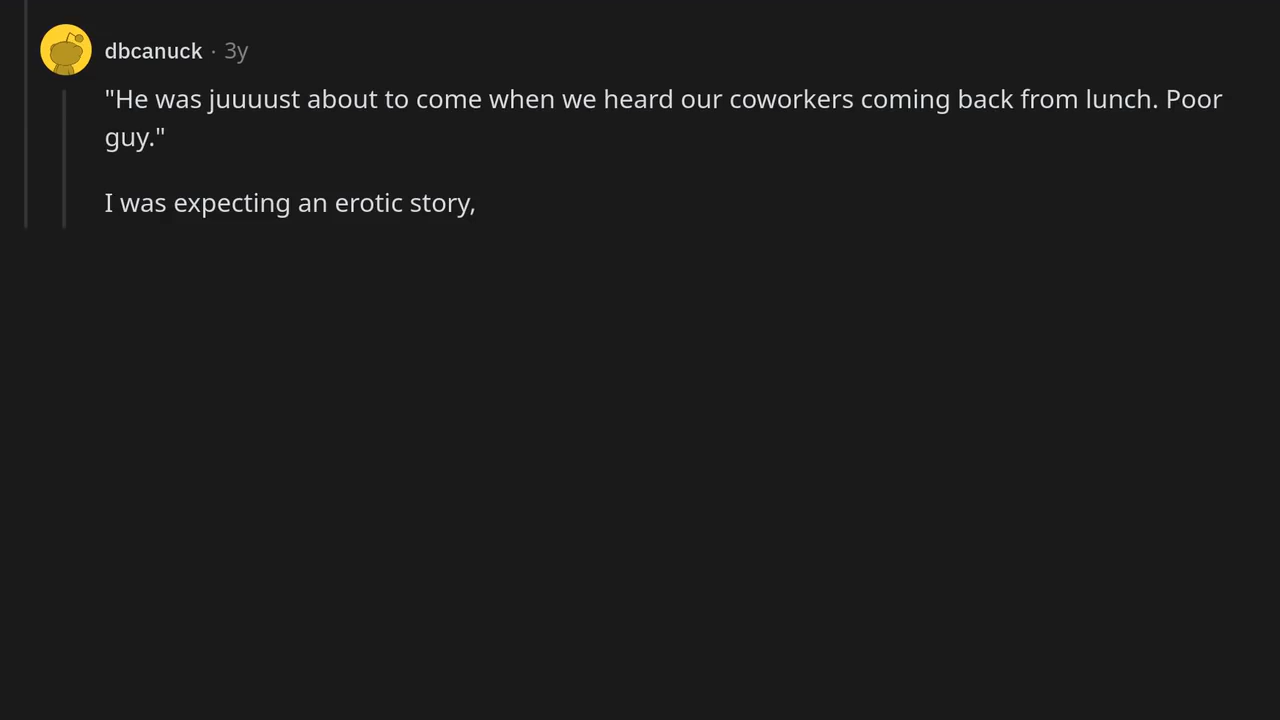 dbcanuck · 3y
"He was juuuust about to come when we heard our coworkers coming back from lunch. Poor
guy."
I was expecting an erotic story,